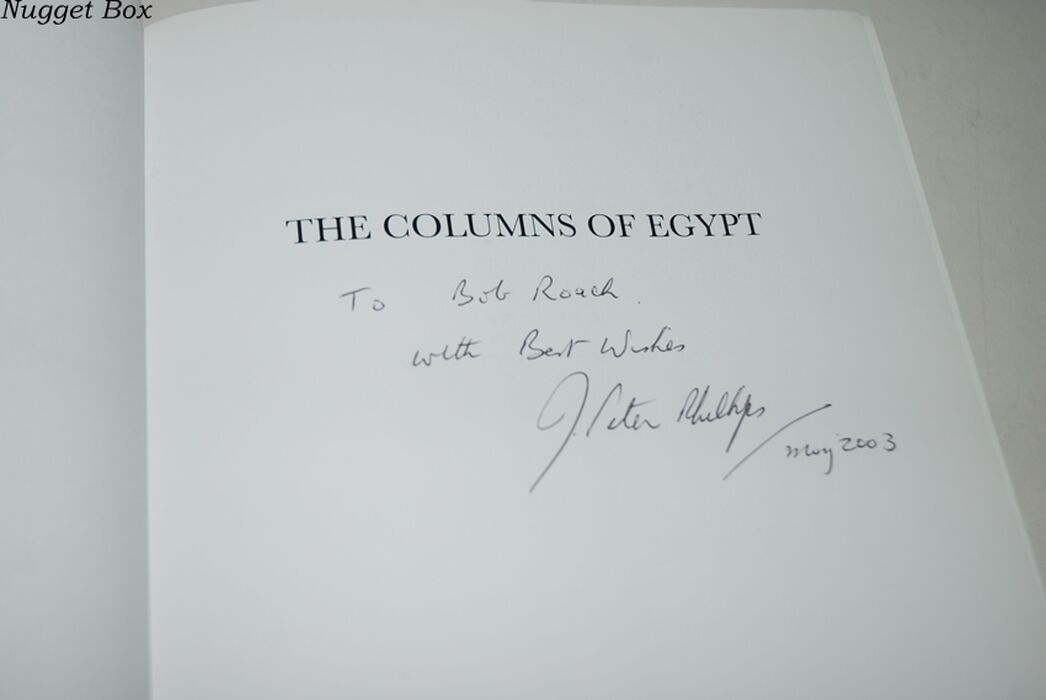 Nugget Box
THE COLUMNS OF EGYPT
To Bob Roach.
with Best Wishes
J. Peter Phillips
May 2003